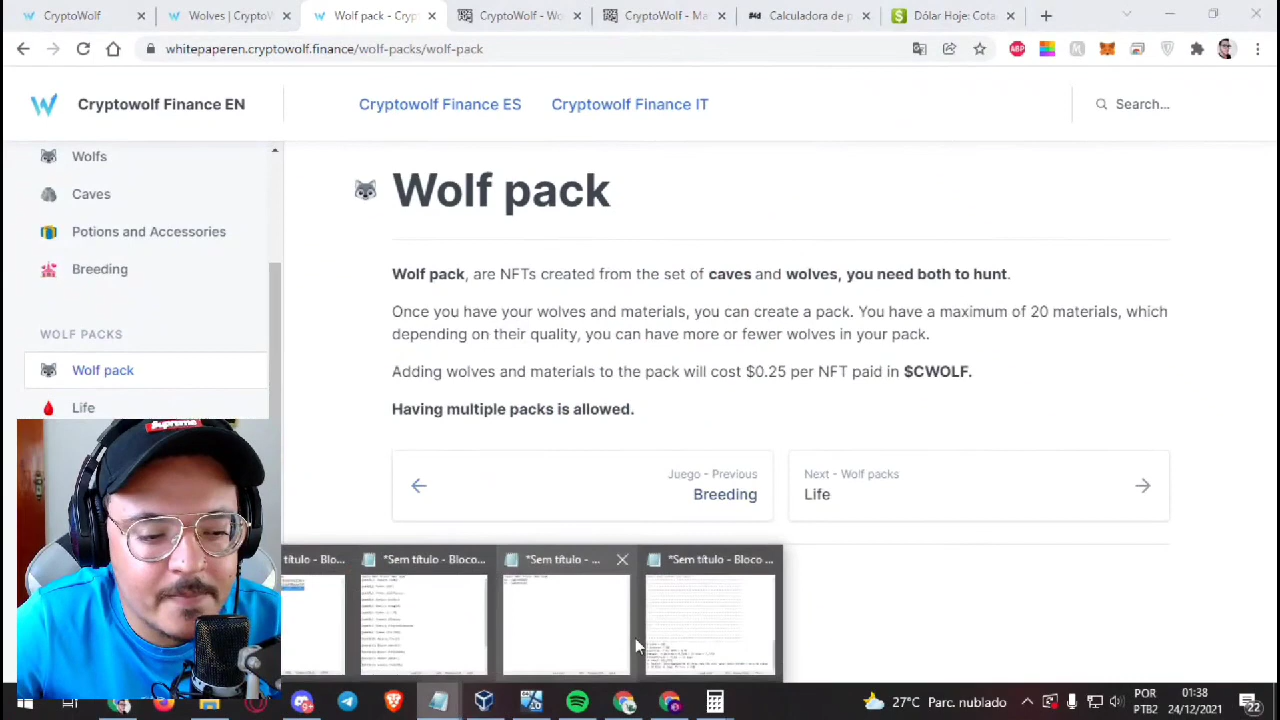 CryptoWolf
Wolves | CryptoW
Wolf pack - Cryp
CryptoWolf - Wo
CryptoWolf - Ma
Calculadora de p
Dólar Hoje: Cota
whitepaperen.cryptowolf.finance/wolf-packs/wolf-pack
Cryptowolf Finance EN
Cryptowolf Finance ES
Cryptowolf Finance IT
Search...
Wolfs
Caves
Potions and Accessories
Breeding
WOLF PACKS
Wolf pack
Life
Wolf pack
Wolf pack, are NFTs created from the set of caves and wolves, you need both to hunt.
Once you have your wolves and materials, you can create a pack. You have a maximum of 20 materials, which
depending on their quality, you can have more or fewer wolves in your pack.
Adding wolves and materials to the pack will cost $0.25 per NFT paid in $CWOLF.
Having multiple packs is allowed.
Juego - Previous
Breeding
Next - Wolf packs
Life
título - Blo...
*Sem título - Bloco...
*Sem título - ...
*Sem título - Bloco ...
27°C Parc. nublado
POR
PTB2
01:38
24/12/2021
22